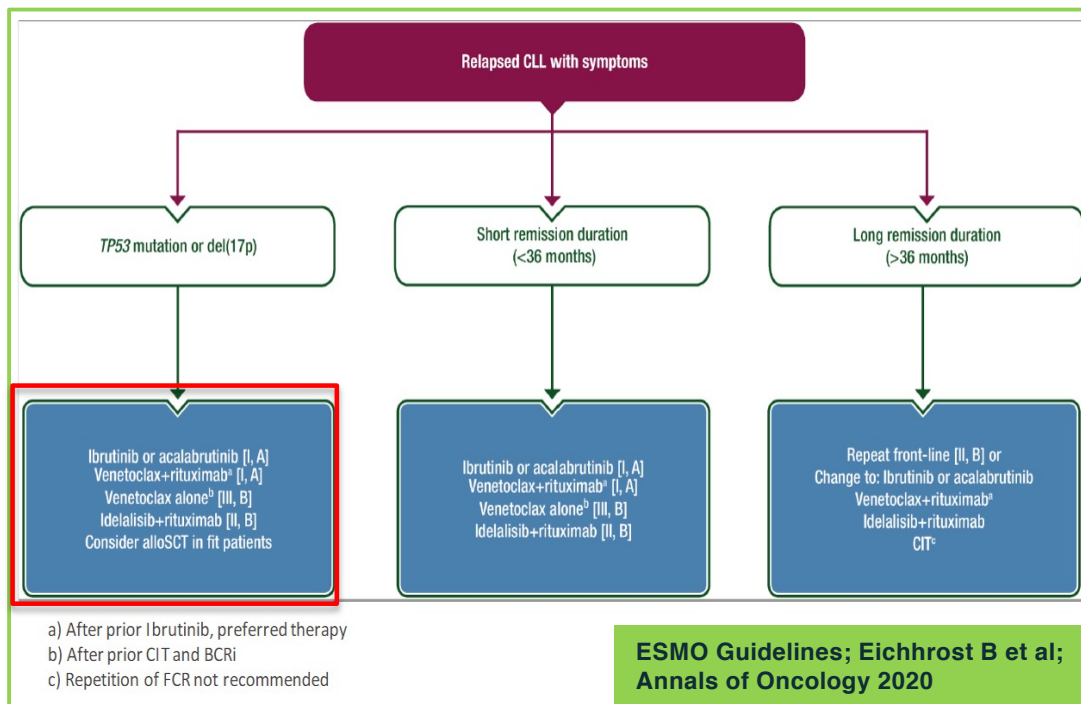 Relapsed CLL with symptoms
TP53 mutation or del(17p)
Short remission duration
(<36 months)
Long remission duration
(>36 months)
Ibrutinib or acalabrutinib [I, A]
Venetoclax+rituximabᵃ [I, A]
Venetoclax aloneᵇ [III, B]
Idelalisib+rituximab [II, B]
Consider alloSCT in fit patients
Ibrutinib or acalabrutinib [I, A]
Venetoclax+rituximabᵃ [I, A]
Venetoclax aloneᵇ [III, B]
Idelalisib+rituximab [II, B]
Repeat front-line [II, B] or
Change to: Ibrutinib or acalabrutinib
Venetoclax+rituximabᵃ
Idelalisib+rituximab
CITᶜ
a) After prior Ibrutinib, preferred therapy
b) After prior CIT and BCRi
c) Repetition of FCR not recommended
ESMO Guidelines; Eichhrost B et al;
Annals of Oncology 2020